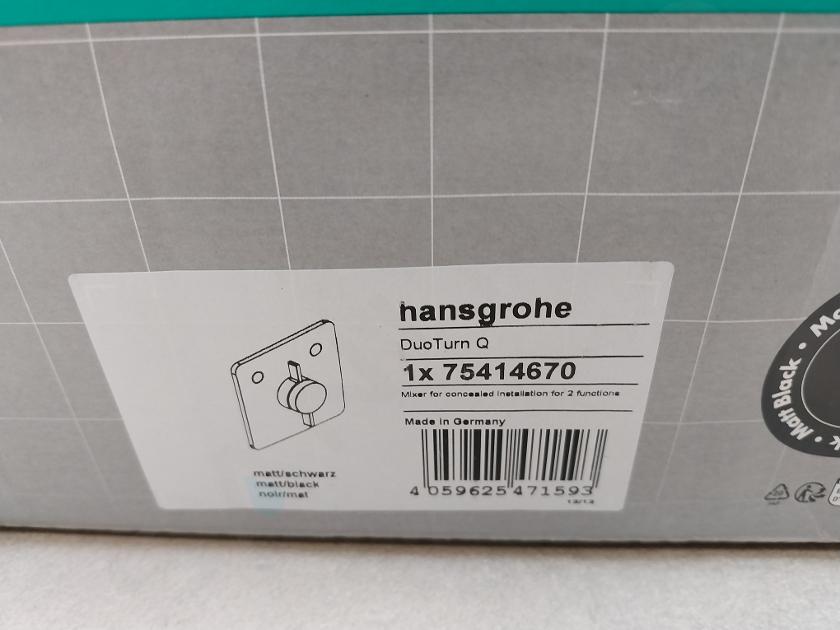 hansgrohe
DuoTurn Q
1x 75414670
Mixer for concealed installation for 2 functions
Made in Germany
matt/schwarz
matt/black
noir/mat
4 059625 471593
Matt Black